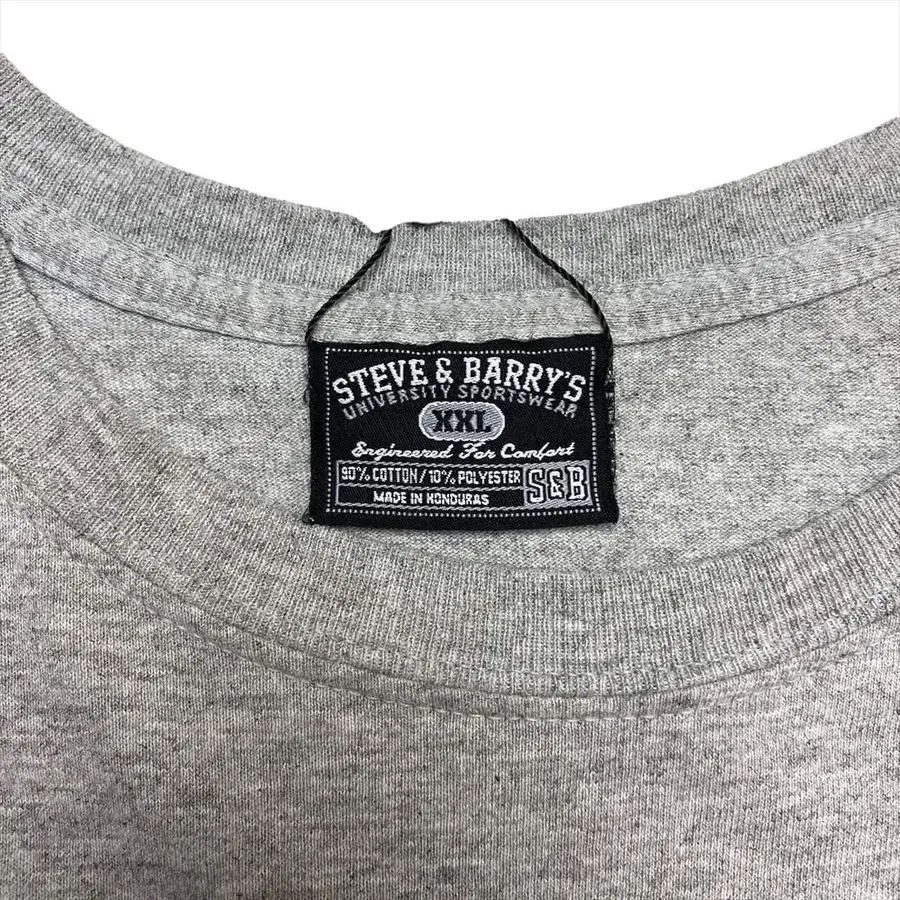 STEVE & BARRY'S
UNIVERSITY SPORTSWEAR
XXL
Engineered For Comfort
90% COTTON/10% POLYESTER
MADE IN HONDURAS
S&B